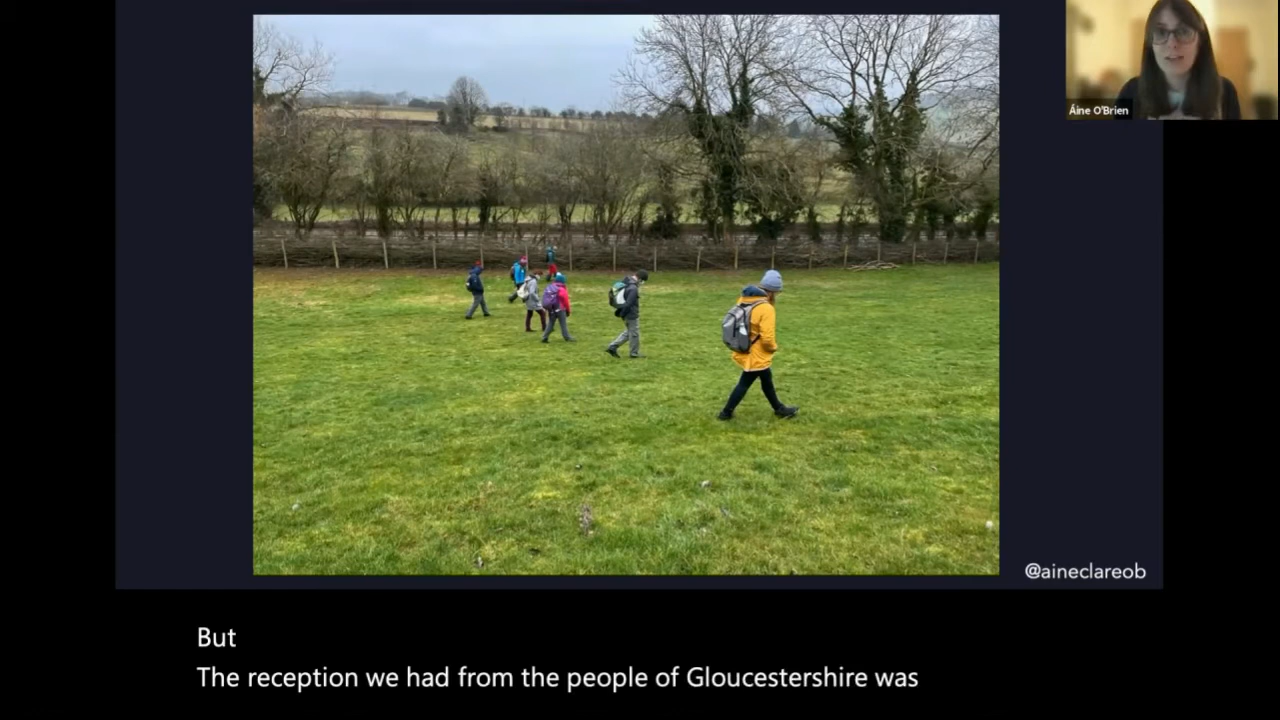 Áine O'Brien
@aineclareob
But
The reception we had from the people of Gloucestershire was